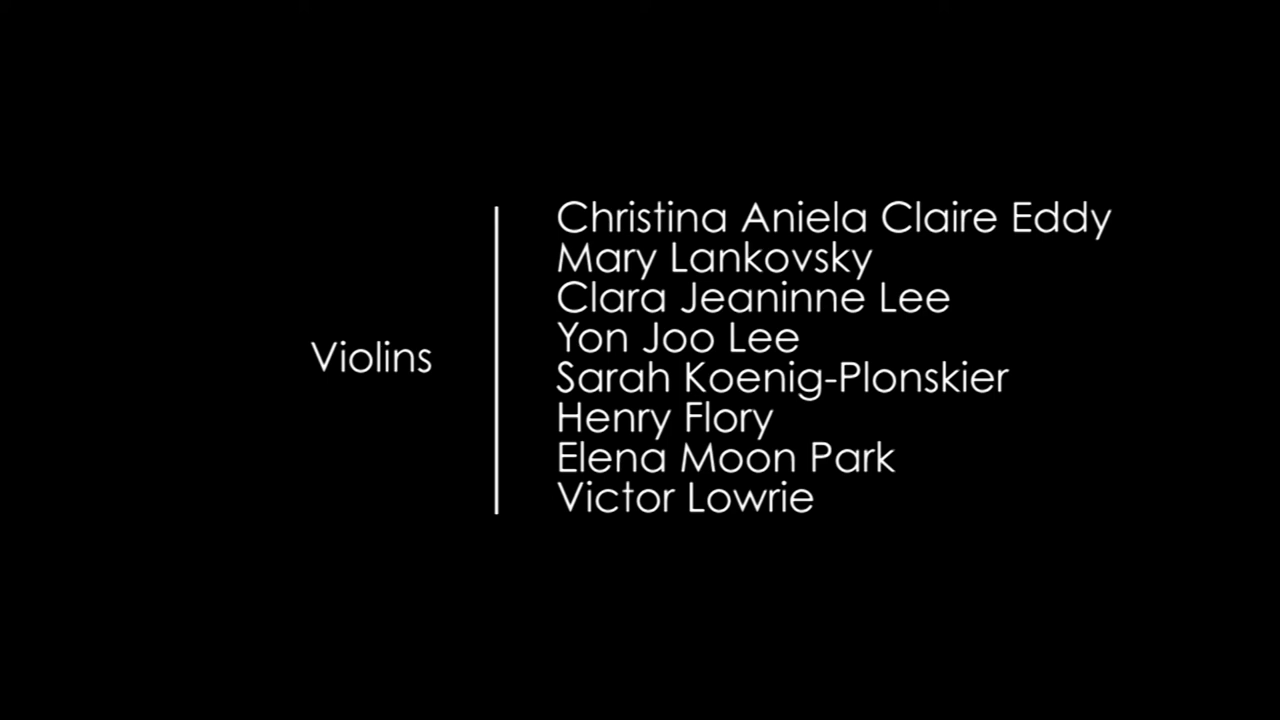 Violins
Christina Aniela Claire Eddy
Mary Lankovsky
Clara Jeaninne Lee
Yon Joo Lee
Sarah Koenig-Plonskier
Henry Flory
Elena Moon Park
Victor Lowrie